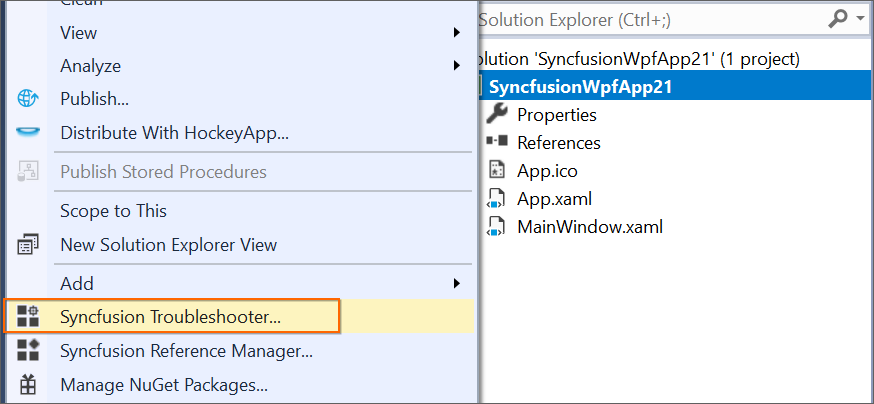 Clean
View
Analyze
Publish...
Distribute With HockeyApp...
Publish Stored Procedures
Scope to This
New Solution Explorer View
Add
Syncfusion Troubleshooter...
Syncfusion Reference Manager...
Manage NuGet Packages...
Solution Explorer (Ctrl+;)
olution 'SyncfusionWpfApp21' (1 project)
SyncfusionWpfApp21
Properties
References
App.ico
App.xaml
MainWindow.xaml